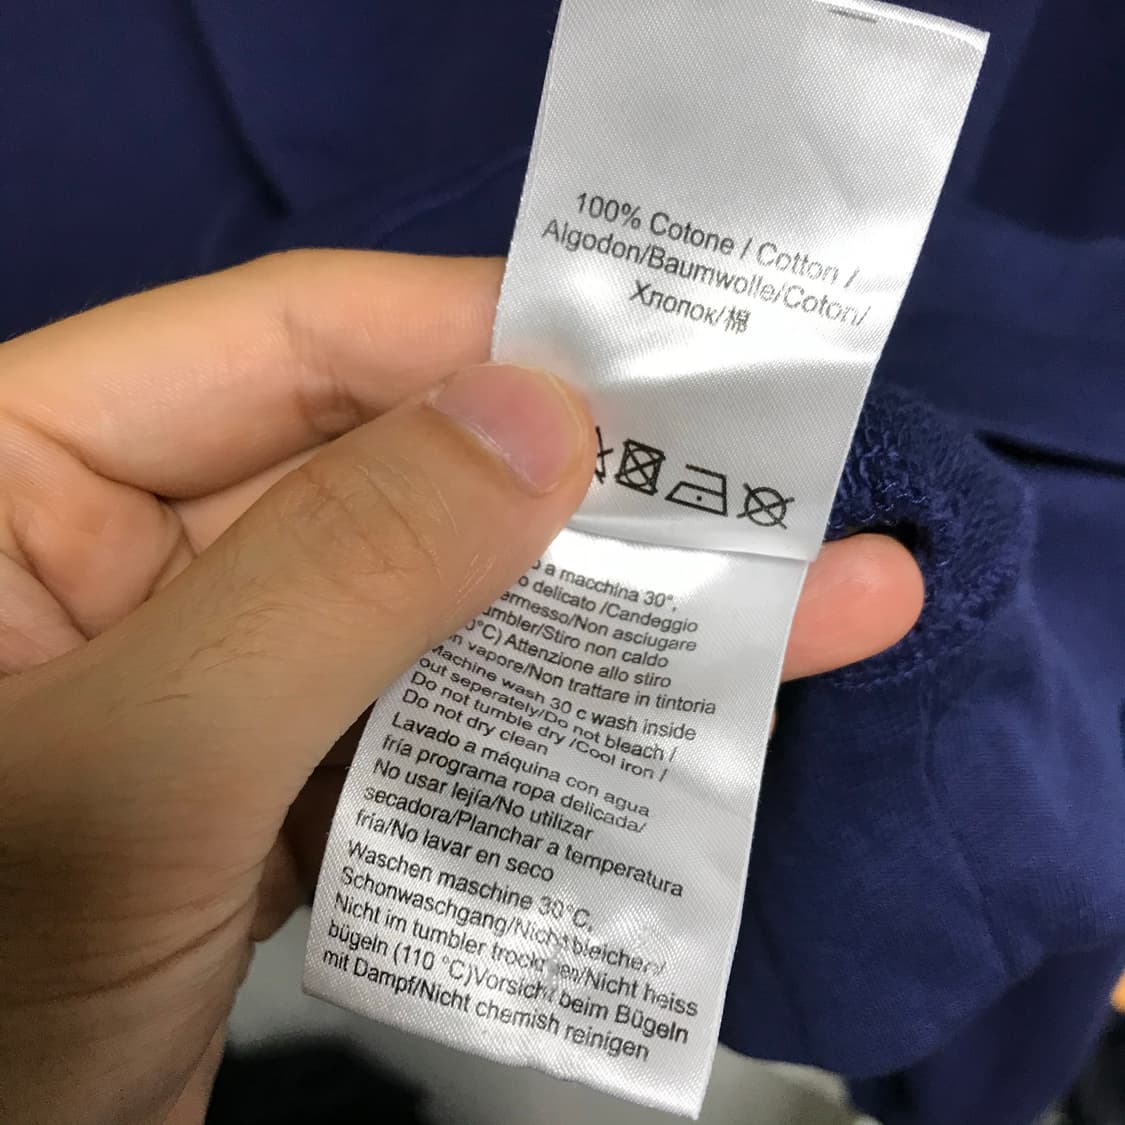 100% Cotone / Cotton /
Algodon/Baumwolle/Coton/
Хлопок/棉
a macchina 30°,
delicato /Candeggio
ermesso/Non asciugare
umbler/Stiro non caldo
0°C) Attenzione allo stiro
n vapore/Non trattare in tintoria
Machine wash 30 c wash inside
out seperately/Do not bleach /
Do not tumble dry /Cool iron /
Do not dry clean
Lavado a máquina con agua
fría programa ropa delicada/
No usar lejía/No utilizar
secadora/Planchar a temperatura
fría/No lavar en seco
Waschen maschine 30°C,
Schonwaschgang/Nicht bleichen/
Nicht im tumbler trocknen/Nicht heiss
bügeln (110 °C)Vorsicht beim Bügeln
mit Dampf/Nicht chemish reinigen